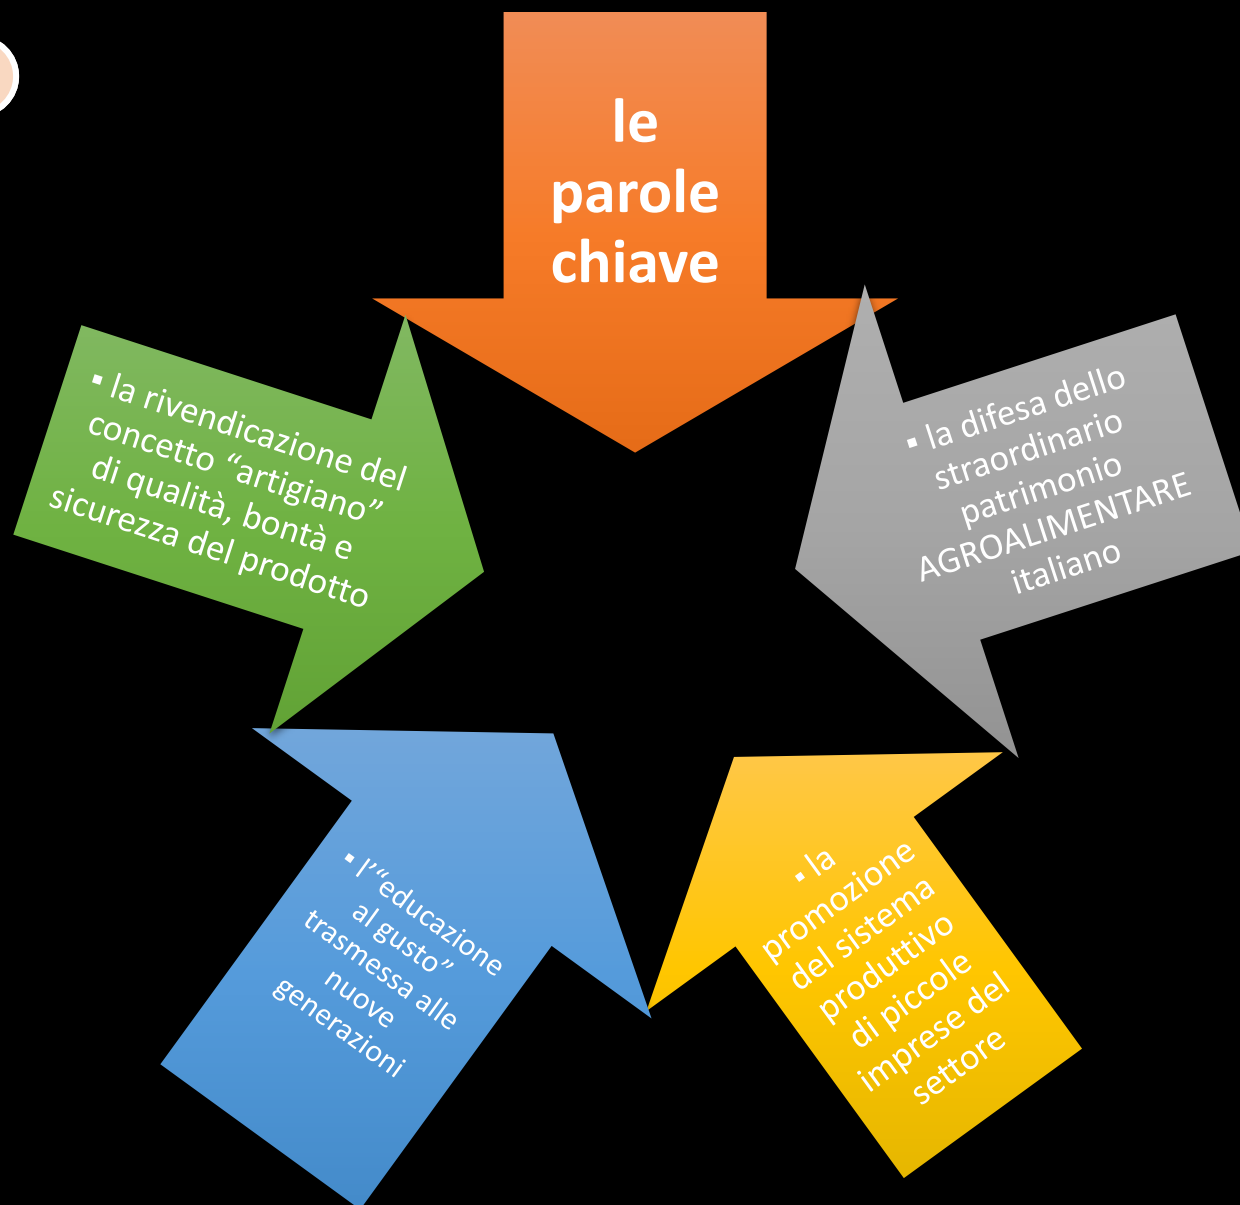 le
parole
chiave
▪ la difesa dello
straordinario
patrimonio
AGROALIMENTARE
italiano
▪ la
promozione
del sistema
produttivo
di piccole
imprese del
settore
▪ l'“educazione
al gusto”
trasmessa alle
nuove
generazioni
▪ la rivendicazione del
concetto “artigiano”
di qualità, bontà e
sicurezza del prodotto